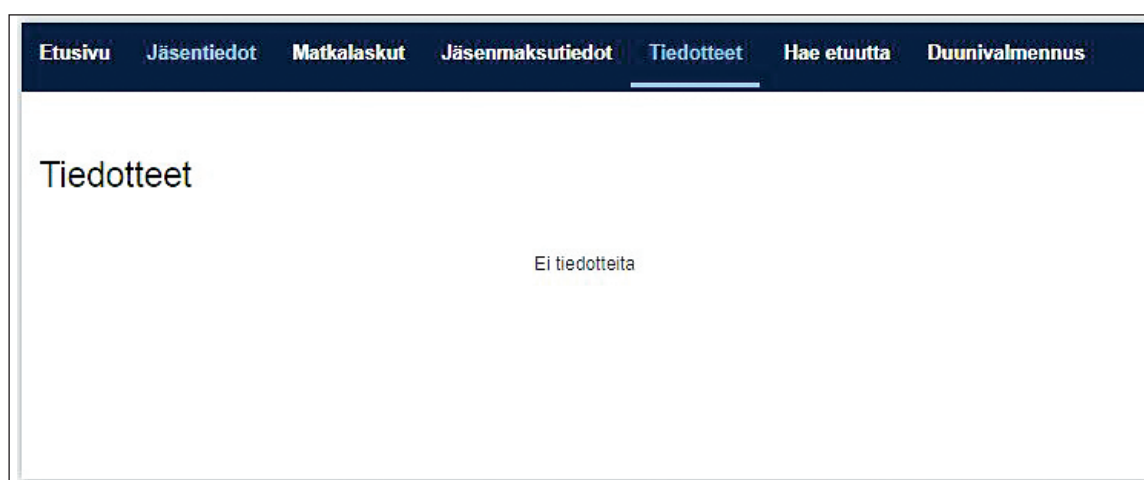 Etusivu Jäsentiedot Matkalaskut Jäsenmaksutiedot Tiedotteet Hae etuutta Duunivalmennus
Tiedotteet
Ei tiedotteita